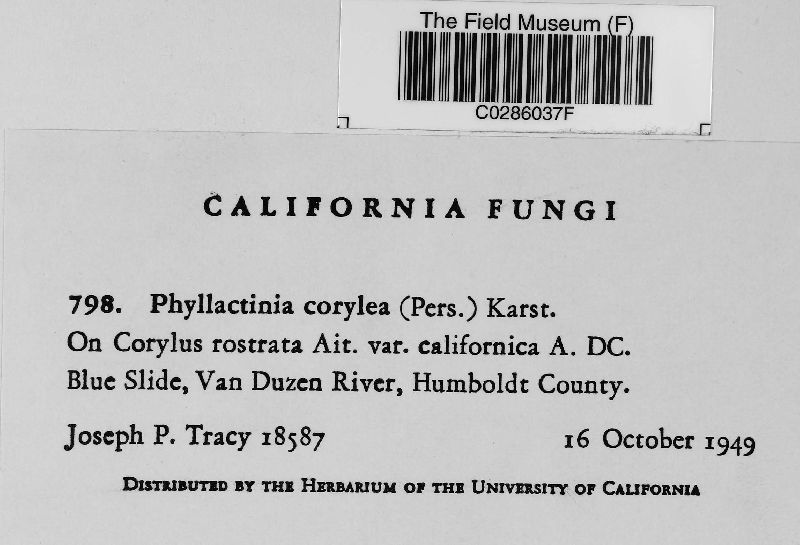 The Field Museum (F)
C0286037F
CALIFORNIA FUNGI
798. Phyllactinia corylea (Pers.) Karst.
On Corylus rostrata Ait. var. californica A. DC.
Blue Slide, Van Duzen River, Humboldt County.
Joseph P. Tracy 18587 16 October 1949
DISTRIBUTED BY THE HERBARIUM OF THE UNIVERSITY OF CALIFORNIA